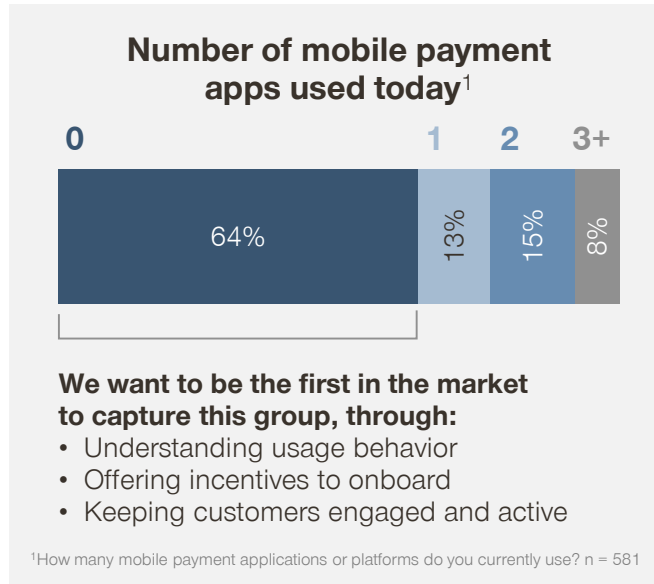 Number of mobile payment
apps used today¹
0 1 2 3+
64% 13% 15% 8%
We want to be the first in the market
to capture this group, through:
• Understanding usage behavior
• Offering incentives to onboard
• Keeping customers engaged and active
¹How many mobile payment applications or platforms do you currently use? n = 581